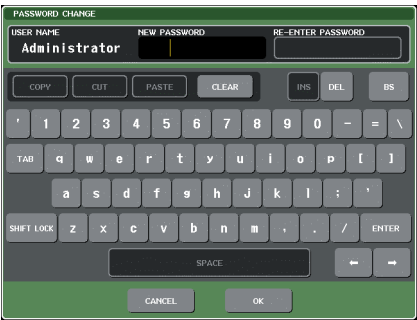 PASSWORD CHANGE
USER NAME NEW PASSWORD RE-ENTER PASSWORD
Administrator
COPY CUT PASTE CLEAR INS DEL BS
' 1 2 3 4 5 6 7 8 9 0 - = \
TAB q w e r t y u i o p [ ]
a s d f g h j k l ; '
SHIFT LOCK z x c v b n m , . / ENTER
SPACE ← →
CANCEL OK